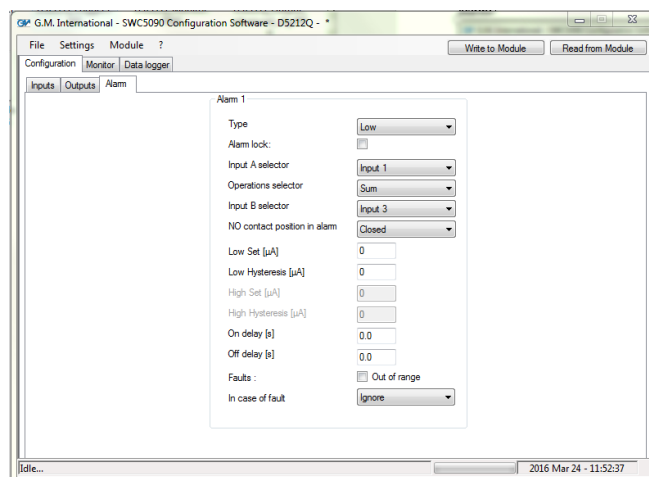 G.M. International - SWC5090 Configuration Software - D5212Q - *
File Settings Module ? Write to Module Read from Module
Configuration Monitor Data logger
Inputs Outputs Alarm
Alarm 1
Type Low
Alarm lock:
Input A selector Input 1
Operations selector Sum
Input B selector Input 3
NO contact position in alarm Closed
Low Set [µA] 0
Low Hysteresis [µA] 0
High Set [µA] 0
High Hysteresis [µA] 0
On delay [s] 0.0
Off delay [s] 0.0
Faults : Out of range
In case of fault Ignore
Idle... 2016 Mar 24 - 11:52:37